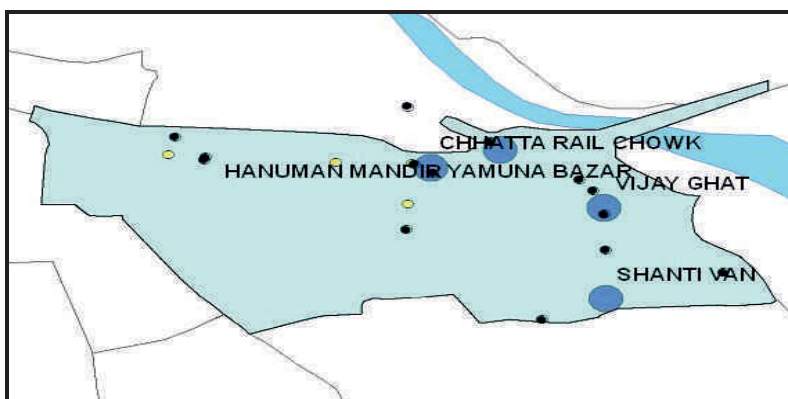 CHHATTA RAIL CHOWK
HANUMAN MANDIR YAMUNA BAZAR
VIJAY GHAT
SHANTI VAN